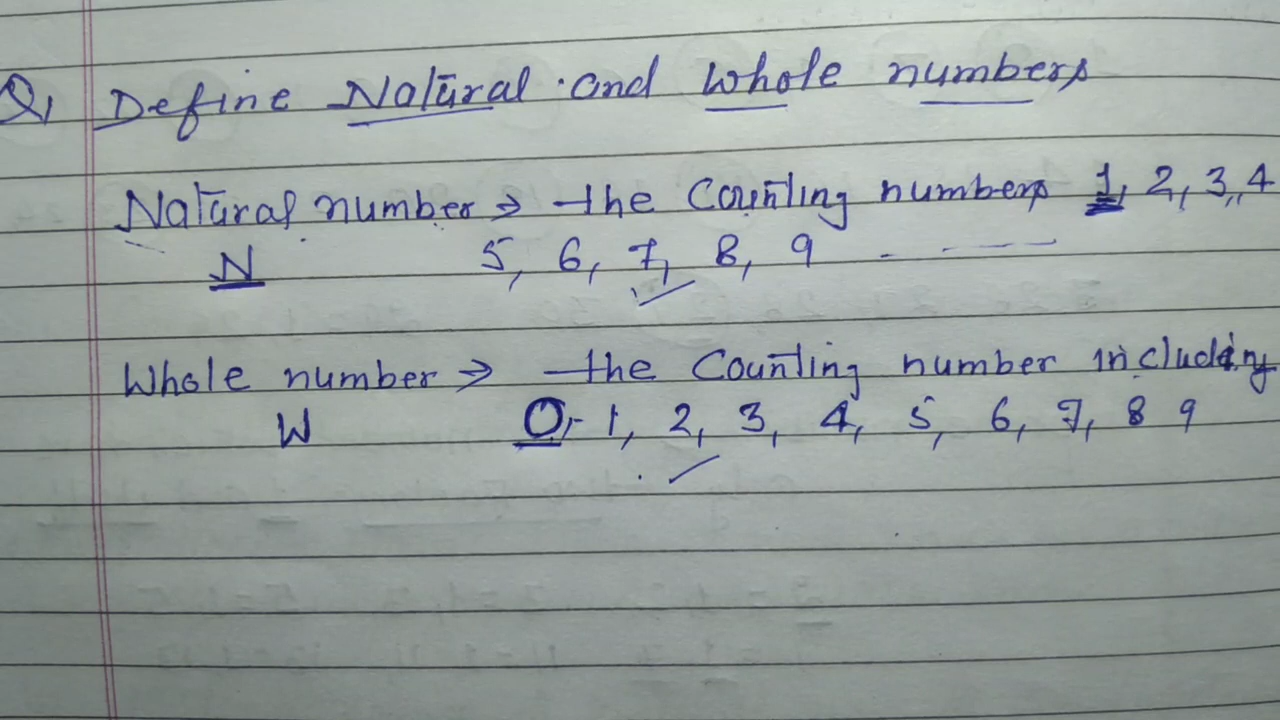 Q1 Define Natural and Whole numbers
Natural number → the Counting numbers 1, 2, 3, 4
N 5, 6, 7, 8, 9 - ----
Whole number → the Counting number including
W 0, 1, 2, 3, 4, 5, 6, 7, 8 9